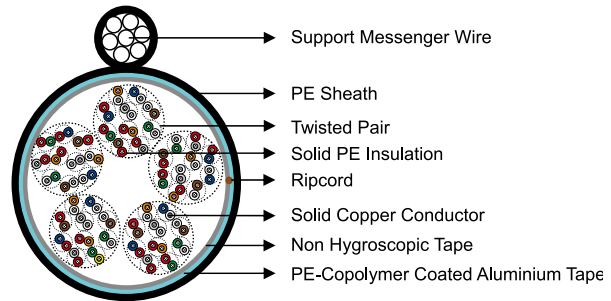 Support Messenger Wire
PE Sheath
Twisted Pair
Solid PE Insulation
Ripcord
Solid Copper Conductor
Non Hygroscopic Tape
PE-Copolymer Coated Aluminium Tape